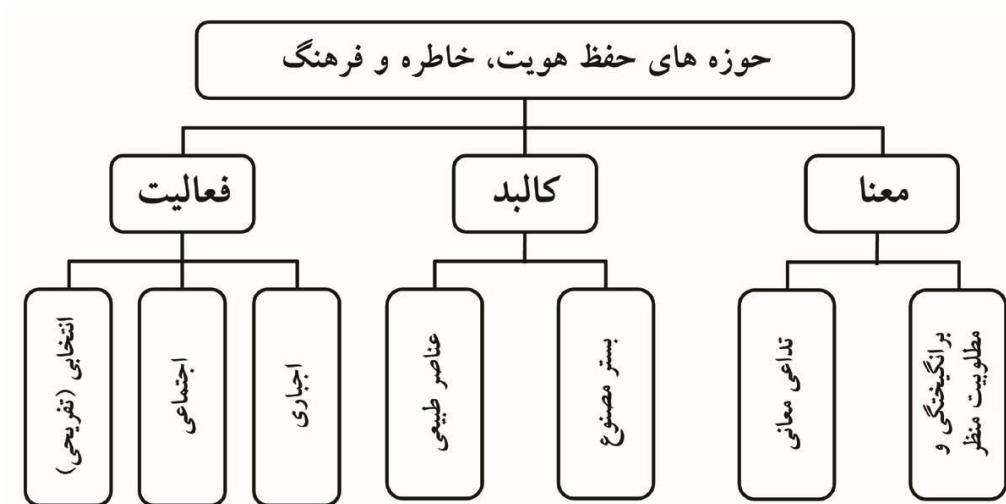 حوزه های حفظ هویت، خاطره و فرهنگ
معنا
کالبد
فعالیت
برانگیختگی و
مطلوبیت منظر
تداعی معانی
بستر مصنوع
عناصر طبیعی
اجباری
اجتماعی
انتخابی (تفریحی)